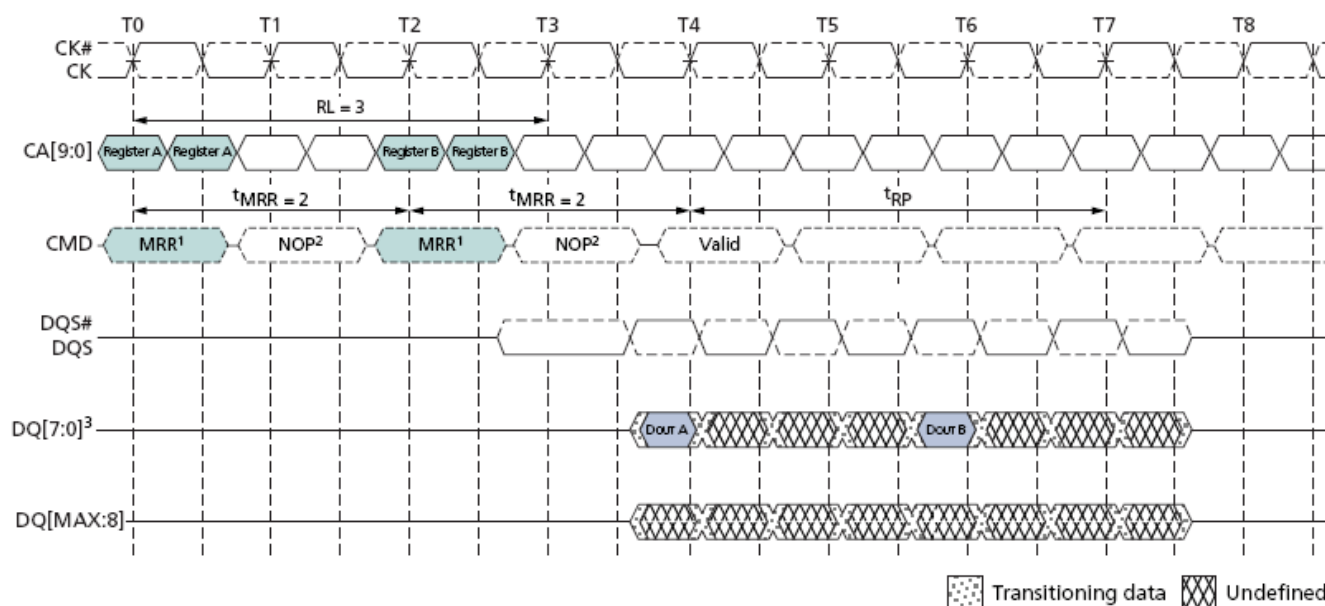 T0 T1 T2 T3 T4 T5 T6 T7 T8
CK#
CK
RL = 3
CA[9:0] Register A Register A Register B Register B
tMRR = 2 tMRR = 2 tRP
CMD MRR1 NOP2 MRR1 NOP2 Valid
DQS#
DQS
DQ[7:0]3 DOUT A DOUT B
DQ[MAX:8]
Transitioning data Undefined